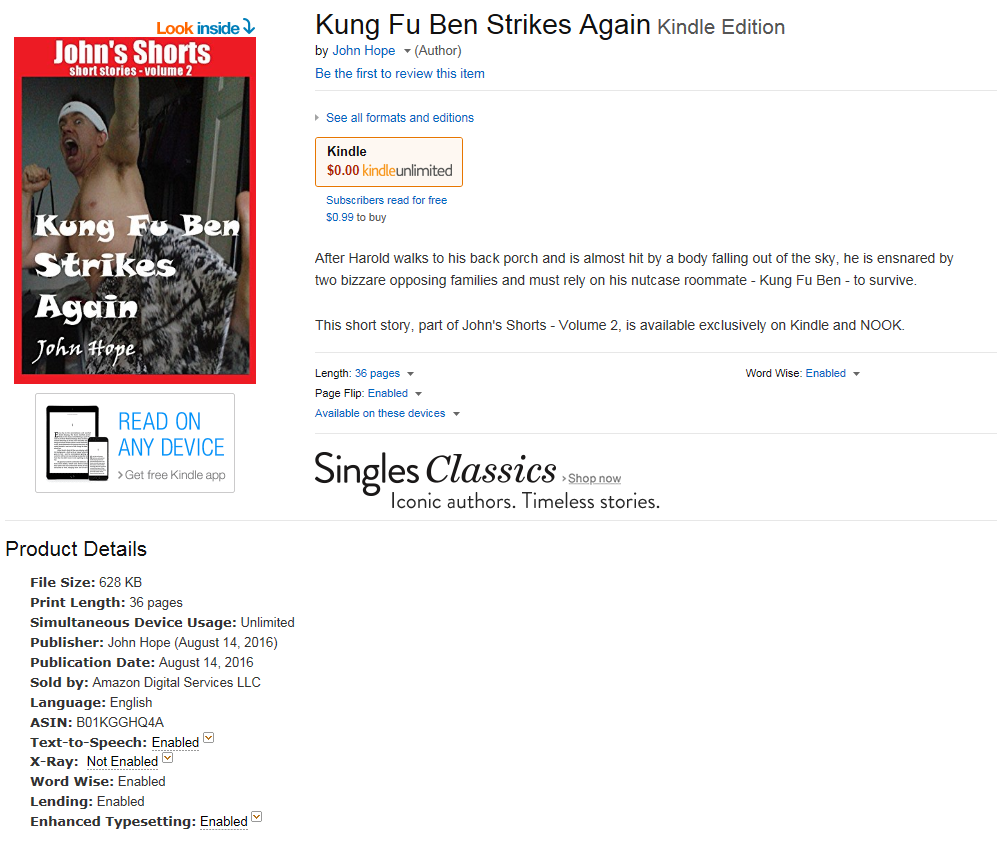 Look inside
John's Shorts
short stories - volume 2
Kung Fu Ben
Strikes
Again
John Hope
READ ON
ANY DEVICE
Get free Kindle app
Kung Fu Ben Strikes Again Kindle Edition
by John Hope (Author)
Be the first to review this item
See all formats and editions
Kindle
$0.00 kindleunlimited
Subscribers read for free
$0.99 to buy
After Harold walks to his back porch and is almost hit by a body falling out of the sky, he is ensnared by
two bizzare opposing families and must rely on his nutcase roommate - Kung Fu Ben - to survive.
This short story, part of John's Shorts - Volume 2, is available exclusively on Kindle and NOOK.
Length: 36 pages
Word Wise: Enabled
Page Flip: Enabled
Available on these devices
Singles Classics › Shop now
Iconic authors. Timeless stories.
Product Details
File Size: 628 KB
Print Length: 36 pages
Simultaneous Device Usage: Unlimited
Publisher: John Hope (August 14, 2016)
Publication Date: August 14, 2016
Sold by: Amazon Digital Services LLC
Language: English
ASIN: B01KGGHQ4A
Text-to-Speech: Enabled
X-Ray: Not Enabled
Word Wise: Enabled
Lending: Enabled
Enhanced Typesetting: Enabled